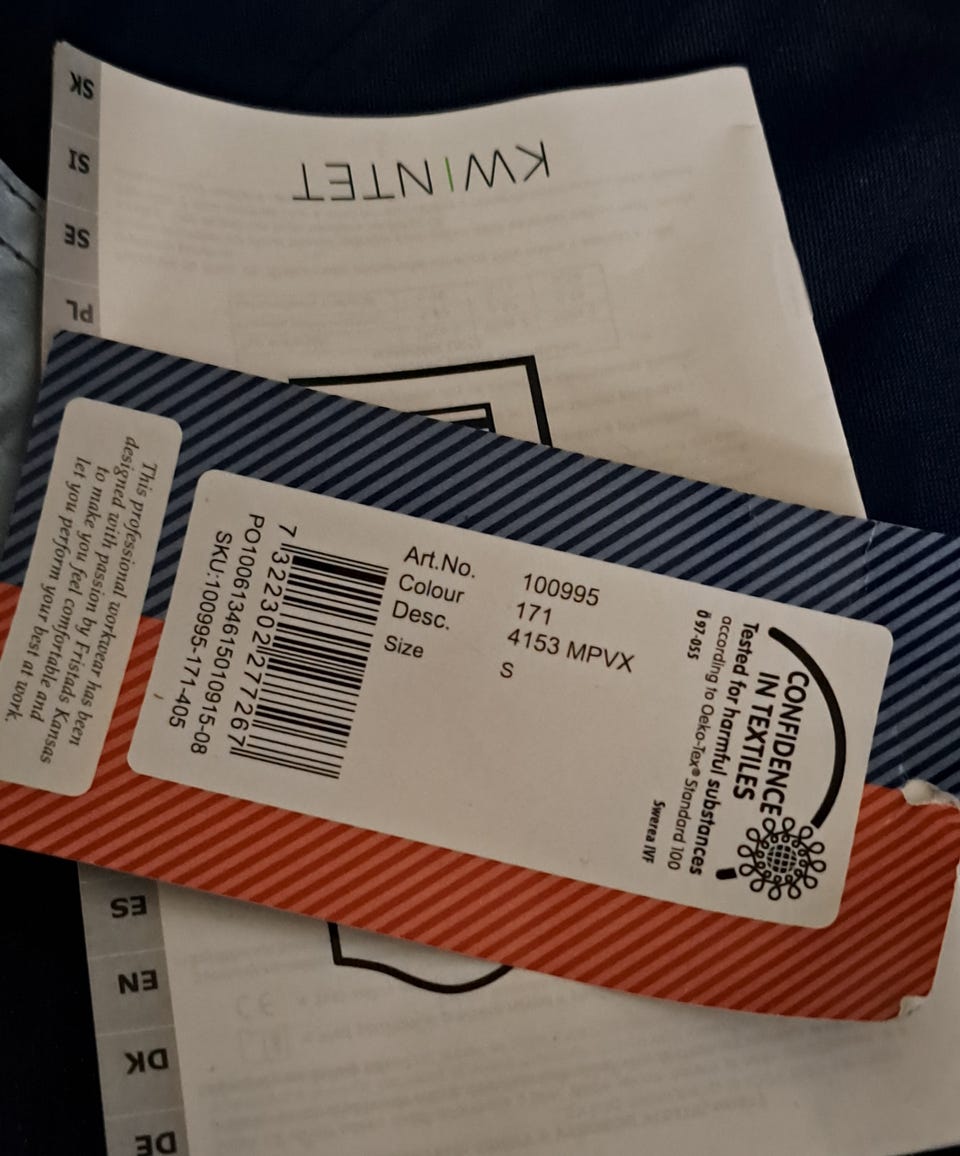 KWINTET
SK
SI
SE
PL
ES
EN
DK
DE
This professional workwear has been
designed with passion by Fristads Kansas
to make you feel comfortable and
let you perform your best at work.
Art.No. 100995
Colour 171
Desc. 4153 MPVX
Size S
7 322302 277267
PO100613461501​0915-08
SKU:100995-171-405
CONFIDENCE
IN TEXTILES
Tested for harmful substances
according to Oeko-Tex® Standard 100
Swerea IVF